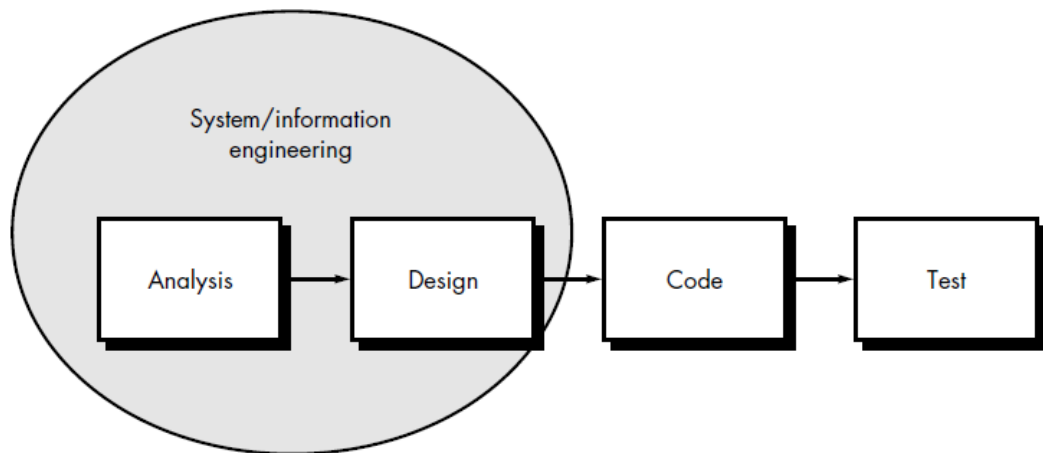 System/information
engineering
Analysis
Design
Code
Test